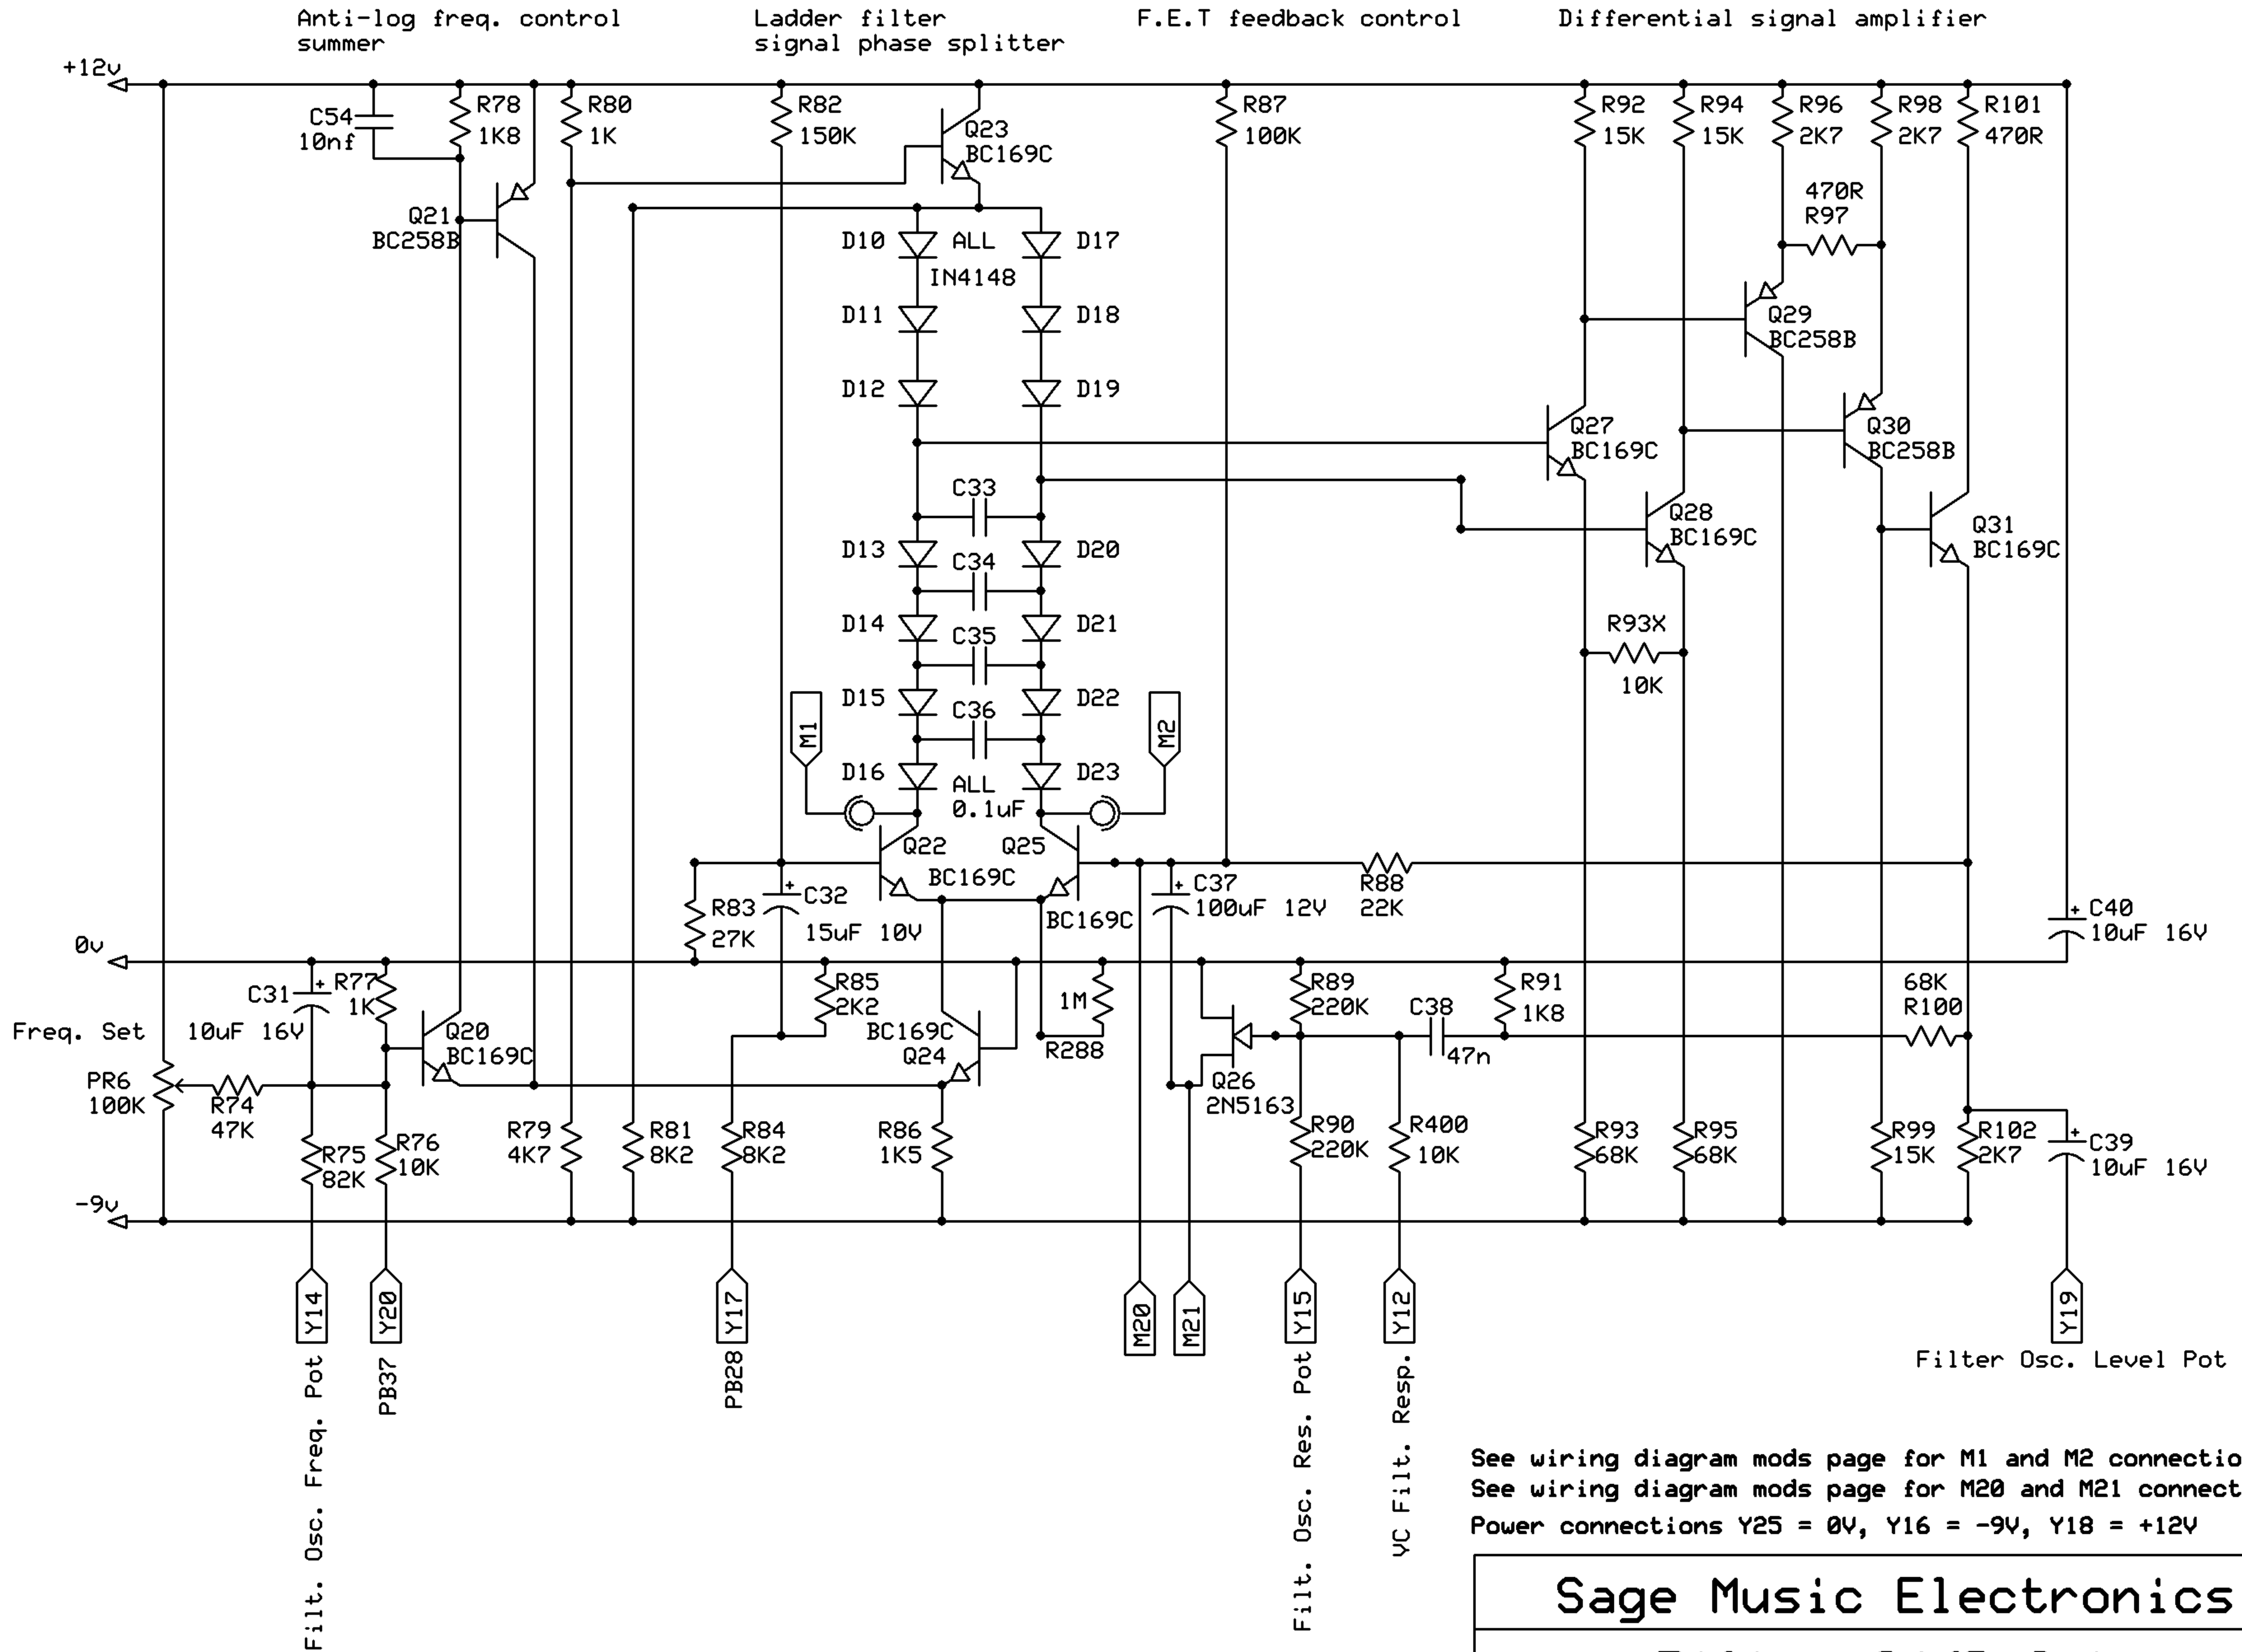 Anti-log freq. control
summer
Ladder filter
signal phase splitter
F.E.T feedback control
Differential signal amplifier
+12v
C54
10nf
R78
1K8
R80
1K
R82
150K
Q23
BC169C
R87
100K
R92
15K
R94
15K
R96
2K7
R98
2K7
R101
470R
470R
R97
Q21
BC258B
D10
ALL
D17
IN4148
D11
D18
D12
D19
Q29
BC258B
Q27
BC169C
Q30
BC258B
C33
Q28
BC169C
Q31
BC169C
D13
C34
D20
D14
C35
D21
R93X
10K
D15
C36
D22
M1
M2
D16
ALL
0.1uF
D23
Q22
Q25
BC169C
BC169C
R83
27K
C32
15uF 10V
C37
100uF 12V
R88
22K
C40
10uF 16V
0v
C31
10uF 16V
R77
1K
R85
2K2
1M
R288
R89
220K
C38
47n
R91
1K8
68K
R100
Freq. Set
Q20
BC169C
BC169C
Q24
Q26
2N5163
PR6
100K
R74
47K
R75
82K
R76
10K
R79
4K7
R81
8K2
R84
8K2
R86
1K5
R90
220K
R400
10K
R93
68K
R95
68K
R99
15K
R102
2K7
C39
10uF 16V
-9v
Y14
Y20
Y17
M20
M21
Y15
Y12
Y19
Filt. Osc. Freq. Pot
PB37
PB28
Filt. Osc. Res. Pot
VC Filt. Resp.
Filter Osc. Level Pot
See wiring diagram mods page for M1 and M2 connectio
See wiring diagram mods page for M20 and M21 connect
Power connections Y25 = 0V, Y16 = -9V, Y18 = +12V
Sage Music Electronics